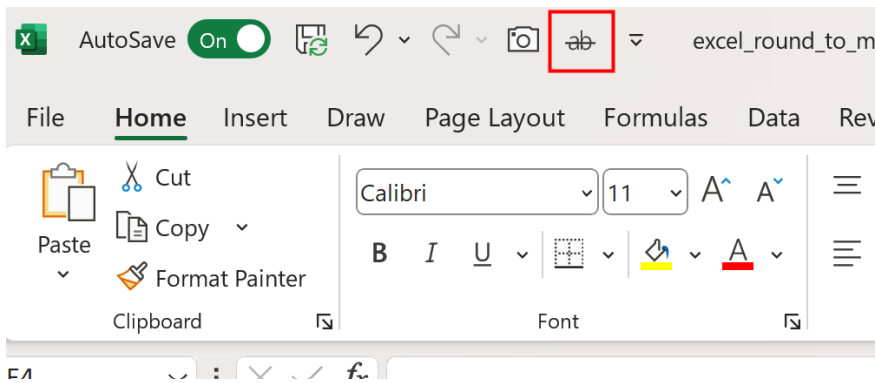 AutoSave On ab excel_round_to_m
File Home Insert Draw Page Layout Formulas Data Rev
Cut
Calibri 11 A A
Copy
Paste
B I U A
Format Painter
Clipboard Font
fx